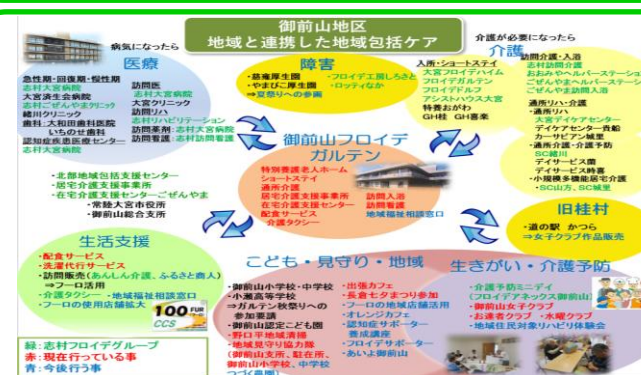 御前山地区
地域と連携した地域包括ケア
病気になったら
医療
急性期・回復期・慢性期
志村大宮病院
大宮済生会病院
志村ごぜんやまクリニック
緒川クリニック
歯科:大和田歯科医院
いちのせ歯科
認知症疾患医療センター
志村大宮病院
訪問医
志村大宮病院
大宮クリニック
訪問リハ
志村リハビリテーション
訪問薬剤:志村大宮病院
訪問看護:志村訪問看護
・北部地域包括支援センター
・居宅介護支援事業所
・在宅介護支援センターごぜんやま
・常陸大宮市役所
・御前山総合支所
障害
・慈雍厚生園
・やまびこ厚生園
⇒夏祭りへの参画
・フロイデ工房しろさと
・ロッティなか
介護が必要になったら
介護
入所・ショートステイ
大宮フロイデハイム
フロイデガルテン
フロイデドルフ
アシストハウス大宮
特養おがわ
GH桂 GH喜楽
訪問介護・入浴
志村訪問介護
おおみやヘルパーステーション
ごぜんやまヘルパーステーション
ごぜんやま訪問入浴
通所リハ・介護
大宮デイケアセンター
デイケアセンター貴船
カーサビアン城里
・通所介護・介護予防
SC緒川
デイサービス菌
デイサービス時喜
・小規模多機能居宅介護
・SC山方、SC城里
御前山フロイデ
ガルテン
特別養護老人ホーム
ショートステイ
通所介護
居宅介護支援事業所
在宅介護支援センター
配食サービス
介護タクシー
訪問入浴
訪問看護
地域福祉相談窓口
旧桂村
・道の駅 かつら
⇒女子クラブ作品販売
生活支援
・配食サービス
・洗濯代行サービス
・訪問販売(あんしん介護、ふるさと商人)
⇒フーロ活用
・介護タクシー ・地域福祉相談窓口
・フーロの使用店舗拡大
100 FUR
CCS
緑:志村フロイデグループ
赤:現在行っている事
青:今後行う事
こども・見守り・地域
・御前山小学校・中学校
・小瀬高等学校
⇒ガルテン秋祭りへの
参加要請
・御前山認定こども園
・野口平地域清掃
・地域見守り協力隊
(御前山支所、駐在所、
御前山小学校、中学校
つづく農園)
・出張カフェ
・長倉七夕まつり参加
・フーロの地域店舗活用
・オレンジカフェ
・認知症サポーター
養成講座
・フロイデサポーター
・あいよ御前山
生きがい・介護予防
・介護予防ミニデイ
(フロイデアネックス御前山)
・御前山女子クラブ
・お達者クラブ ・水曜クラブ
・地域住民対象リハビリ体験会